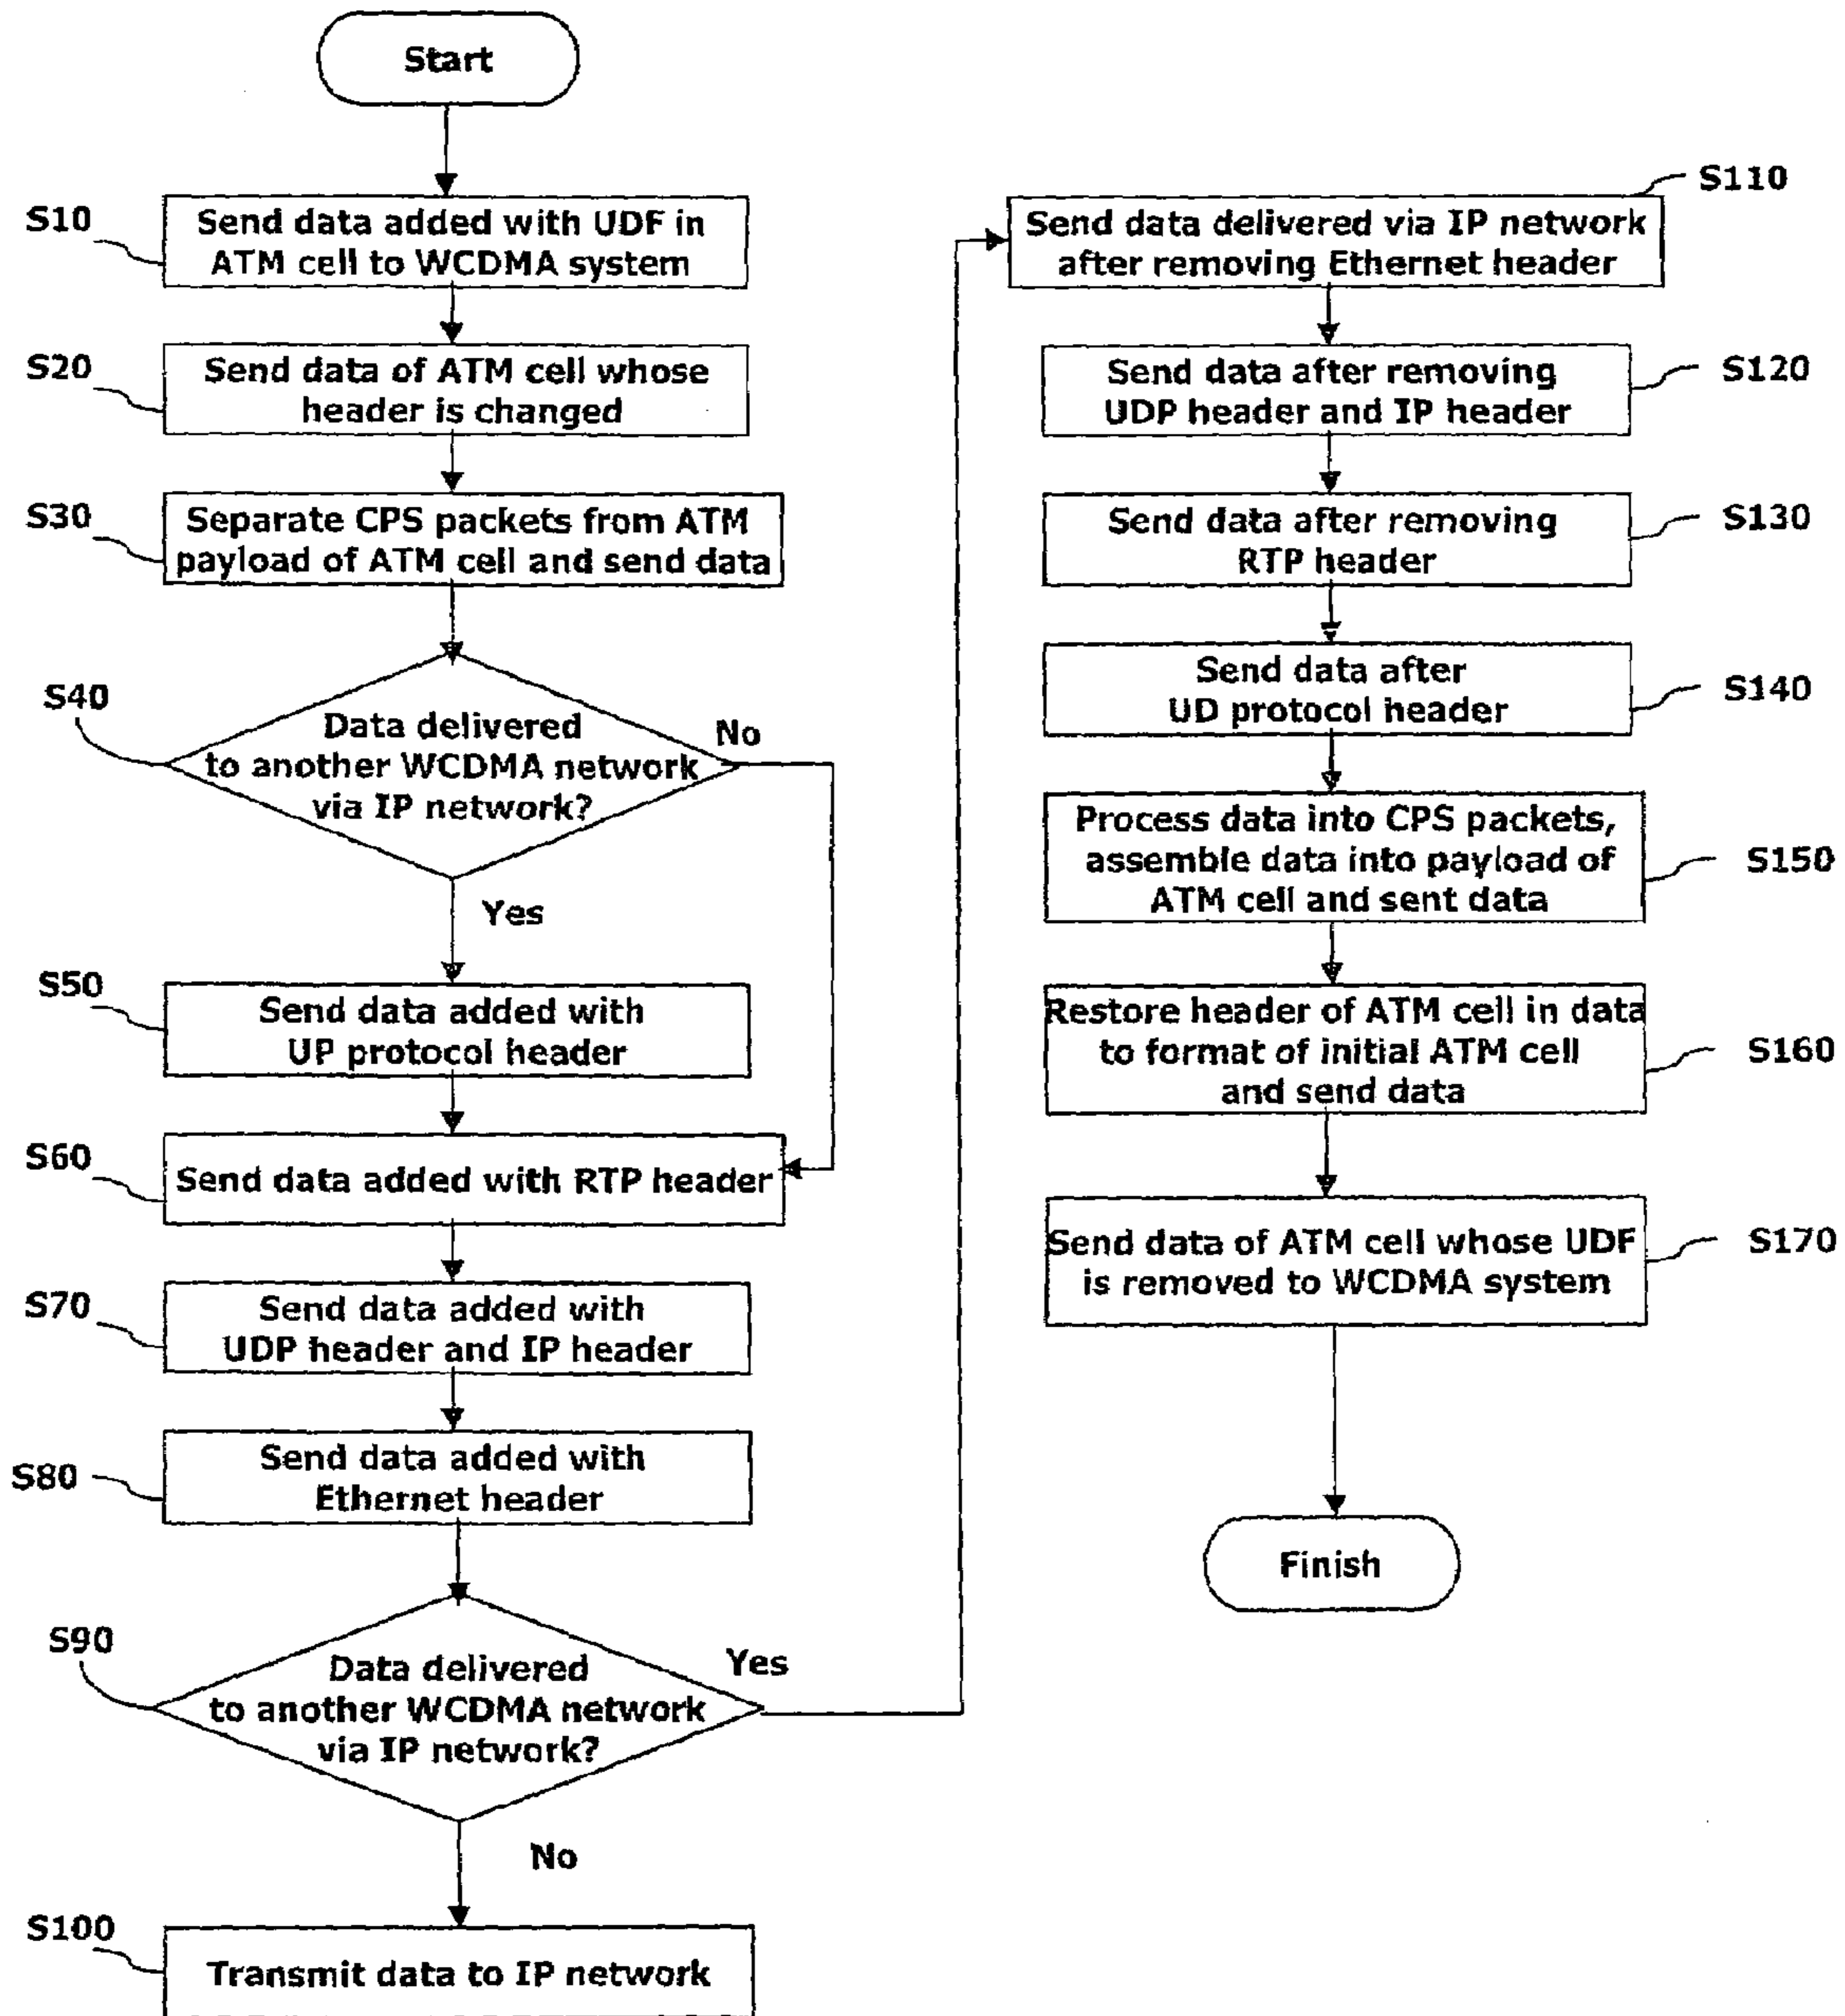 Start
S10
Send data added with UDF in
ATM cell to WCDMA system
S20
Send data of ATM cell whose
header is changed
S30
Separate CPS packets from ATM
payload of ATM cell and send data
S40
Data delivered
to another WCDMA network
via IP network?
No
Yes
S50
Send data added with
UP protocol header
S60
Send data added with RTP header
S70
Send data added with
UDP header and IP header
S80
Send data added with
Ethernet header
S90
Data delivered
to another WCDMA network
via IP network?
Yes
No
S100
Transmit data to IP network
S110
Send data delivered via IP network
after removing Ethernet header
S120
Send data after removing
UDP header and IP header
S130
Send data after removing
RTP header
S140
Send data after
UD protocol header
S150
Process data into CPS packets,
assemble data into payload of
ATM cell and sent data
S160
Restore header of ATM cell in data
to format of initial ATM cell
and send data
S170
Send data of ATM cell whose UDF
is removed to WCDMA system
Finish